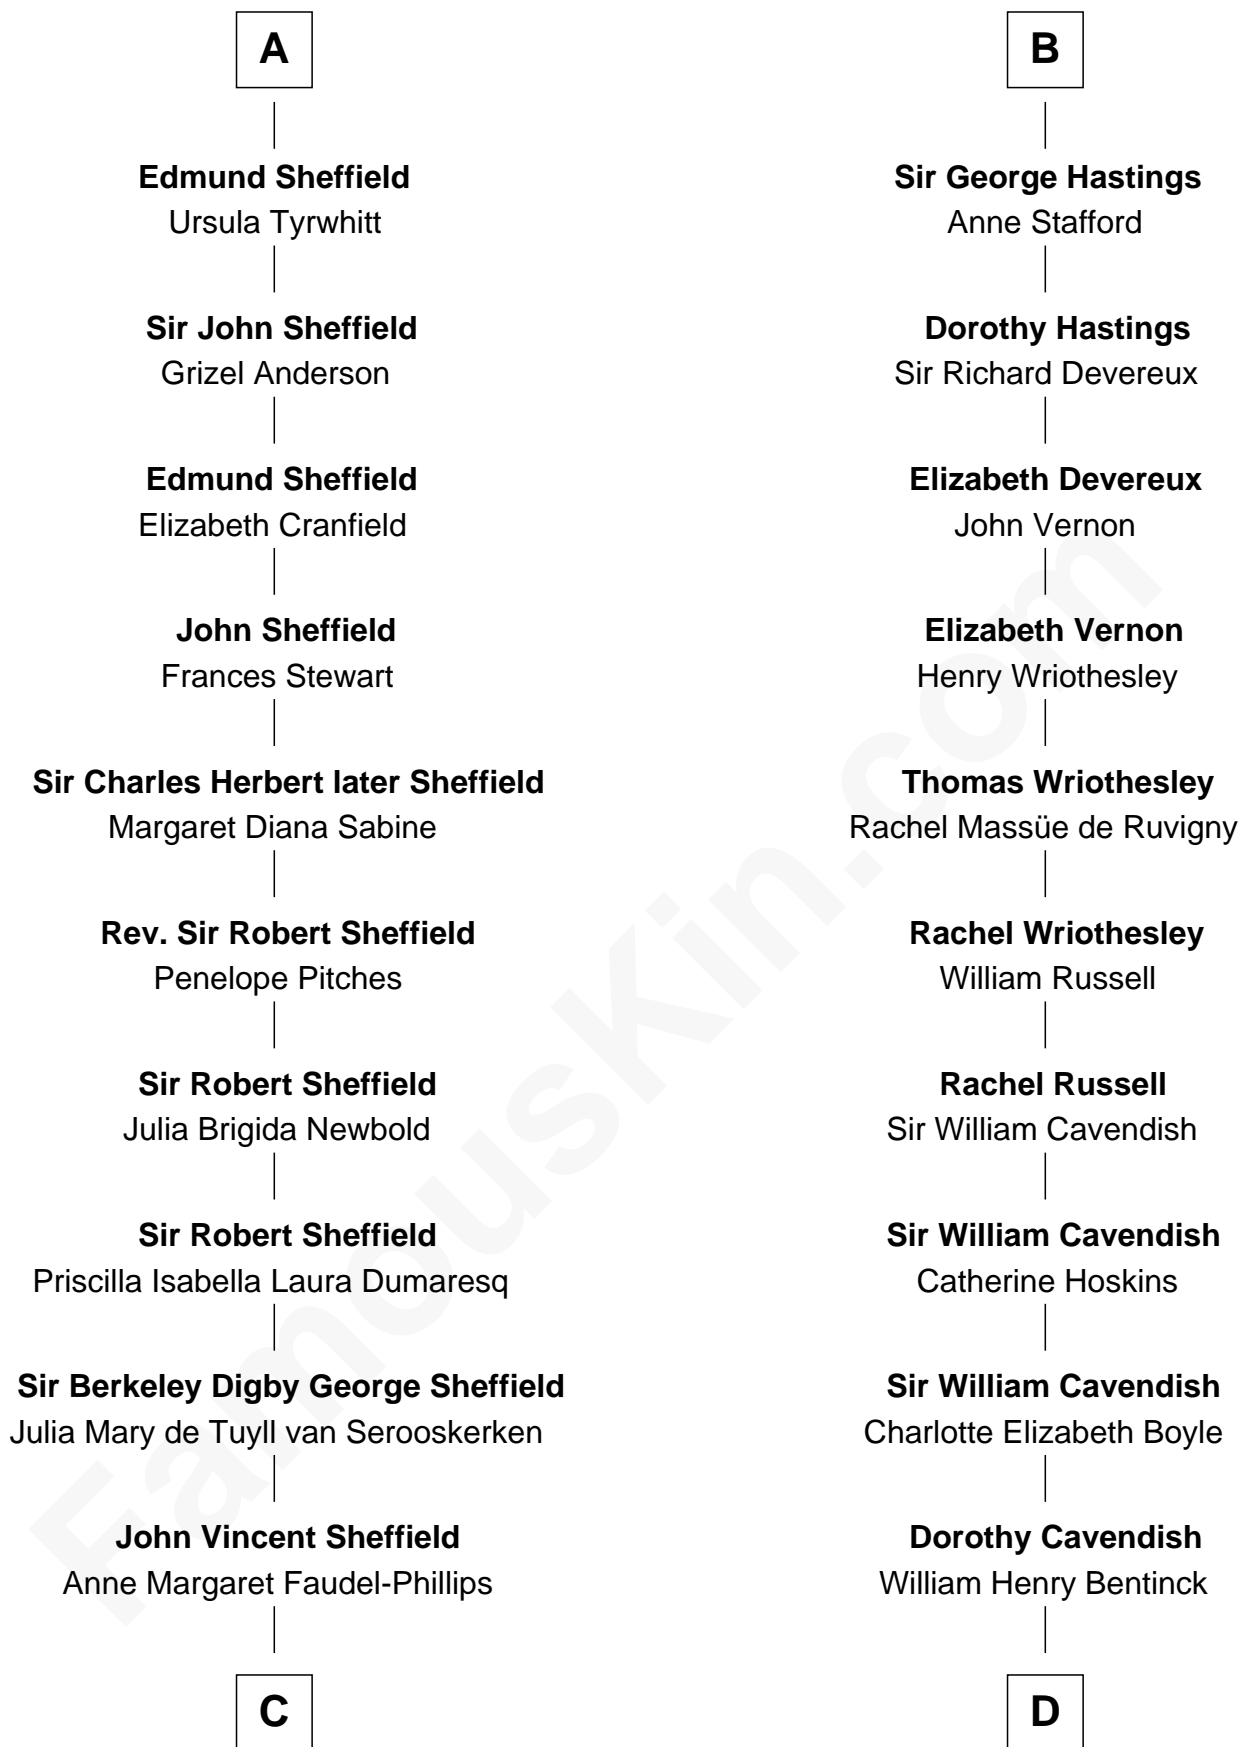 A
Edmund Sheffield
Ursula Tyrwhitt
Sir John Sheffield
Grizel Anderson
Edmund Sheffield
Elizabeth Cranfield
John Sheffield
Frances Stewart
Sir Charles Herbert later Sheffield
Margaret Diana Sabine
Rev. Sir Robert Sheffield
Penelope Pitches
Sir Robert Sheffield
Julia Brigida Newbold
Sir Robert Sheffield
Priscilla Isabella Laura Dumaresq
Sir Berkeley Digby George Sheffield
Julia Mary de Tuyll van Serooskerken
John Vincent Sheffield
Anne Margaret Faudel-Phillips
C
B
Sir George Hastings
Anne Stafford
Dorothy Hastings
Sir Richard Devereux
Elizabeth Devereux
John Vernon
Elizabeth Vernon
Henry Wriothesley
Thomas Wriothesley
Rachel Massüe de Ruvigny
Rachel Wriothesley
William Russell
Rachel Russell
Sir William Cavendish
Sir William Cavendish
Catherine Hoskins
Sir William Cavendish
Charlotte Elizabeth Boyle
Dorothy Cavendish
William Henry Bentinck
D
FamousKin.com